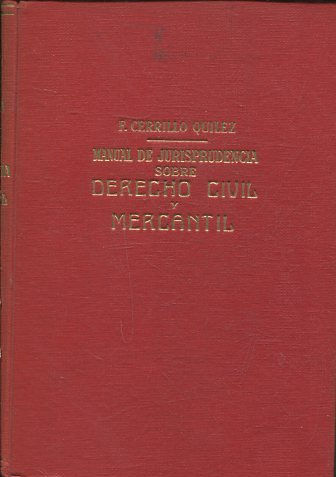 F. CERRILLO QUILEZ
MANUAL DE JURISPRUDENCIA
SOBRE
DERECHO CIVIL
Y
MERCANTIL